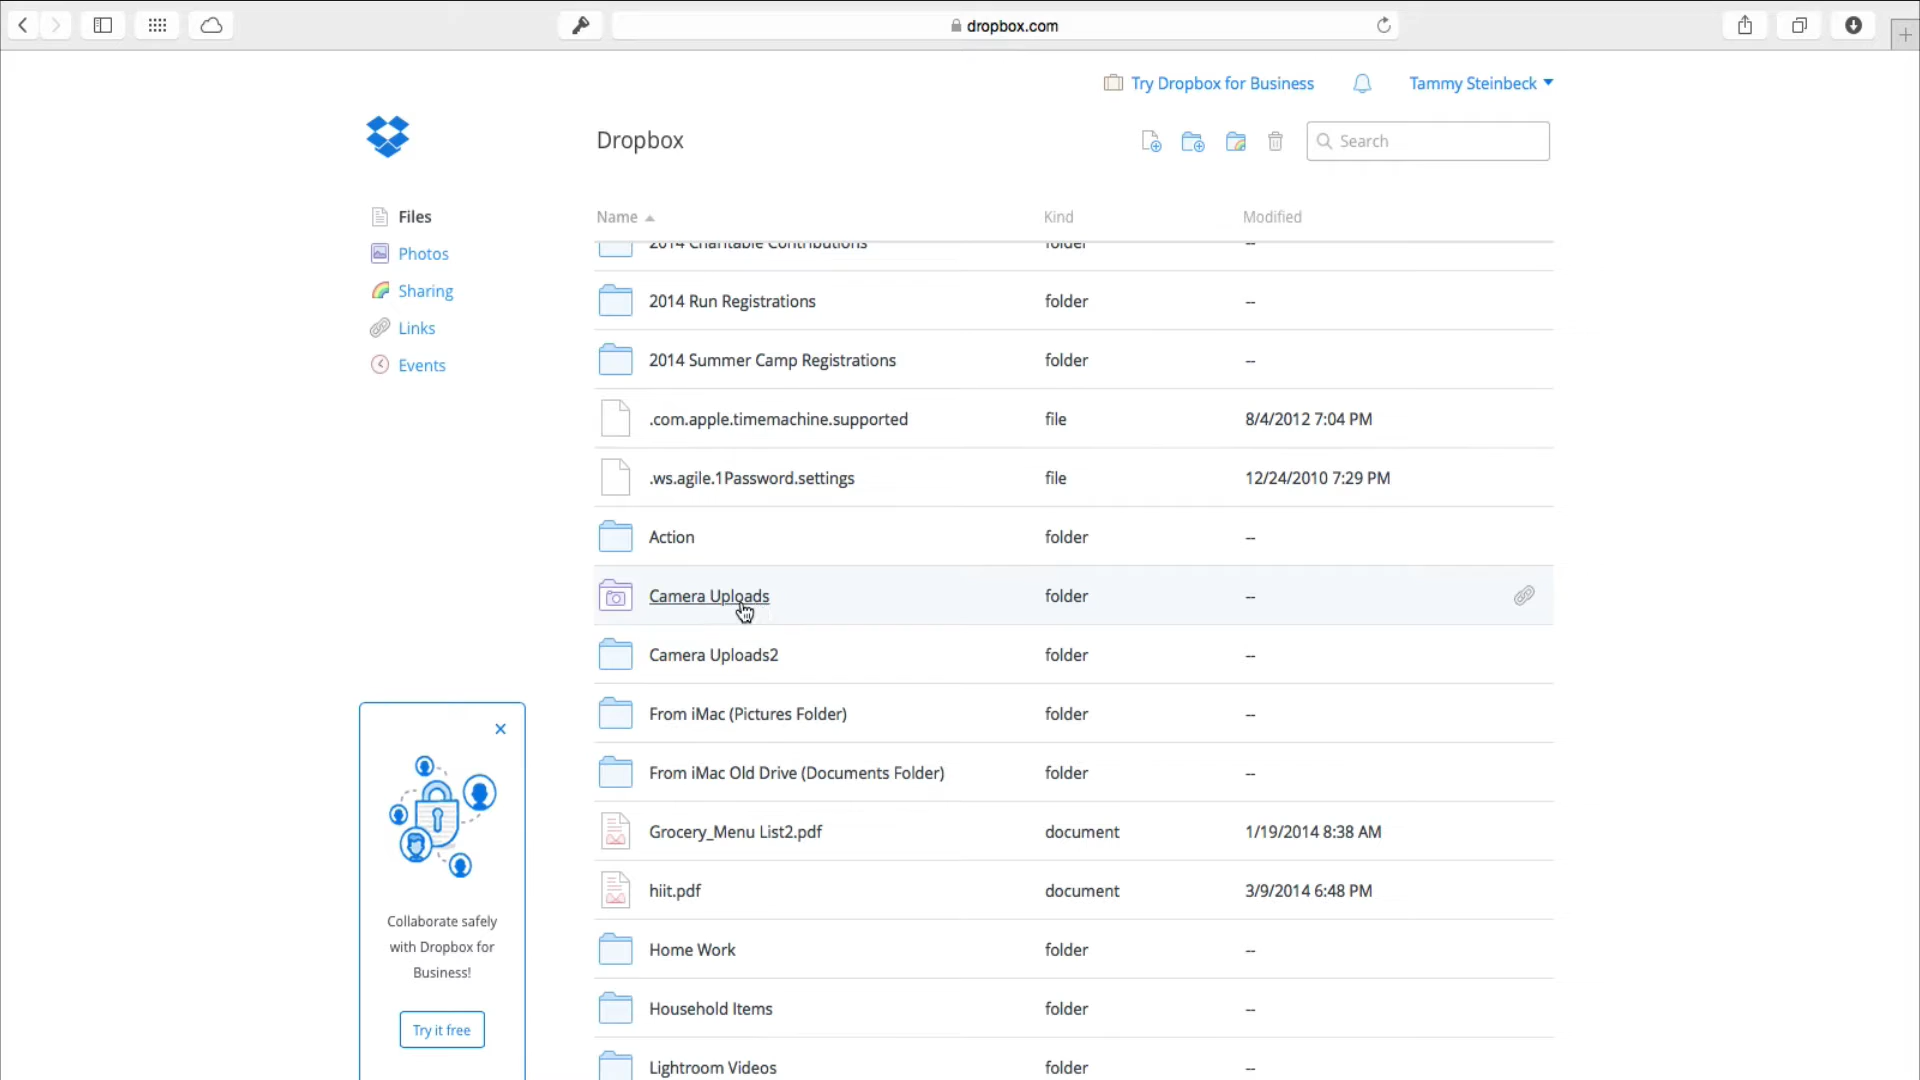 dropbox.com
Try Dropbox for Business
Tammy Steinbeck
Dropbox
Search
Files
Photos
Sharing
Links
Events
Name Kind Modified
2014 Charitable Contributions folder --
2014 Run Registrations folder --
2014 Summer Camp Registrations folder --
.com.apple.timemachine.supported file 8/4/2012 7:04 PM
.ws.agile.1Password.settings file 12/24/2010 7:29 PM
Action folder --
Camera Uploads folder --
Camera Uploads2 folder --
From iMac (Pictures Folder) folder --
From iMac Old Drive (Documents Folder) folder --
Grocery_Menu List2.pdf document 1/19/2014 8:38 AM
hiit.pdf document 3/9/2014 6:48 PM
Home Work folder --
Household Items folder --
Lightroom Videos folder --
Collaborate safely
with Dropbox for
Business!
Try it free